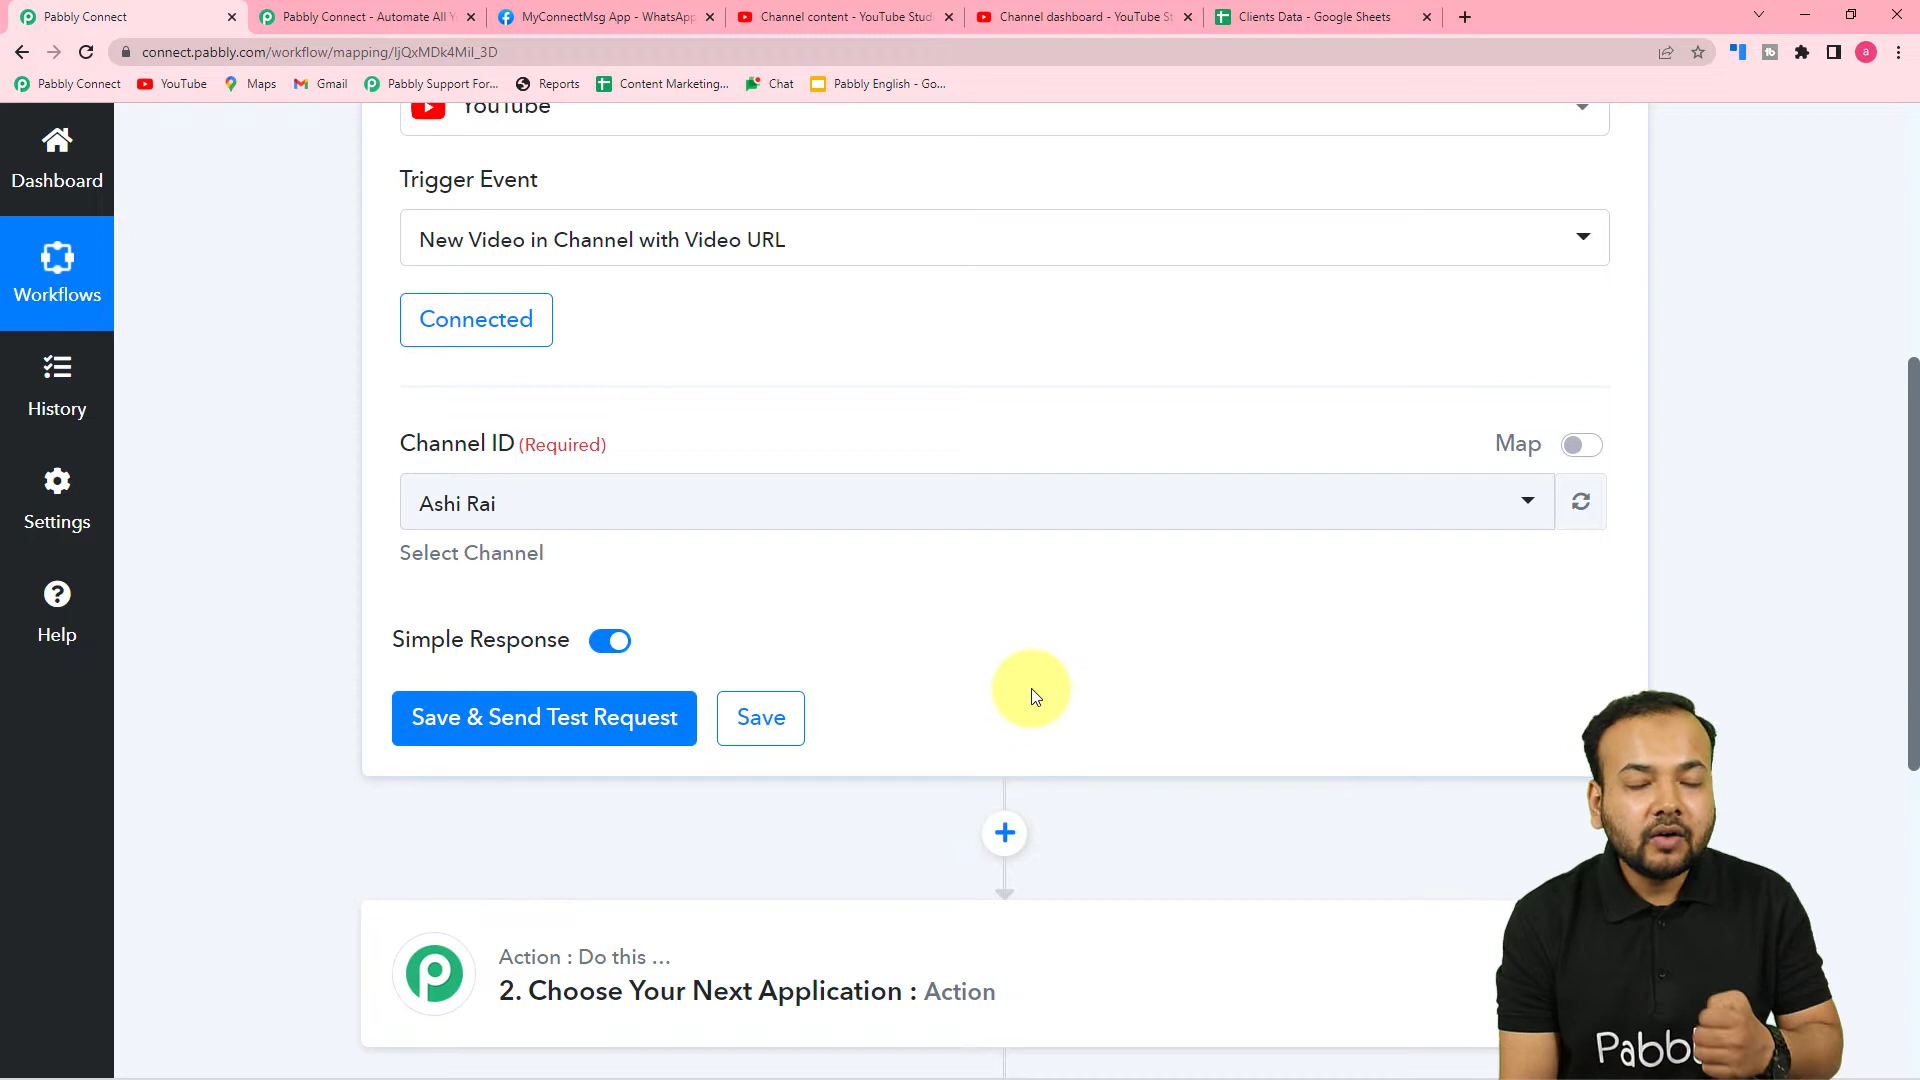 Pabbly Connect
Pabbly Connect - Automate All Y
MyConnectMsg App - WhatsApp
Channel content - YouTube Stud
Channel dashboard - YouTube St
Clients Data - Google Sheets
connect.pabbly.com/workflow/mapping/IjQxMDk4MiI_3D
a
Pabbly Connect
YouTube
Maps
Gmail
Pabbly Support For...
Reports
Content Marketing...
Chat
Pabbly English - Go...
Dashboard
Workflows
History
Settings
Help
YouTube
Trigger Event
New Video in Channel with Video URL
Connected
Channel ID (Required)
Map
Ashi Rai
Select Channel
Simple Response
Save & Send Test Request
Save
Action : Do this ...
2. Choose Your Next Application : Action
Pabb